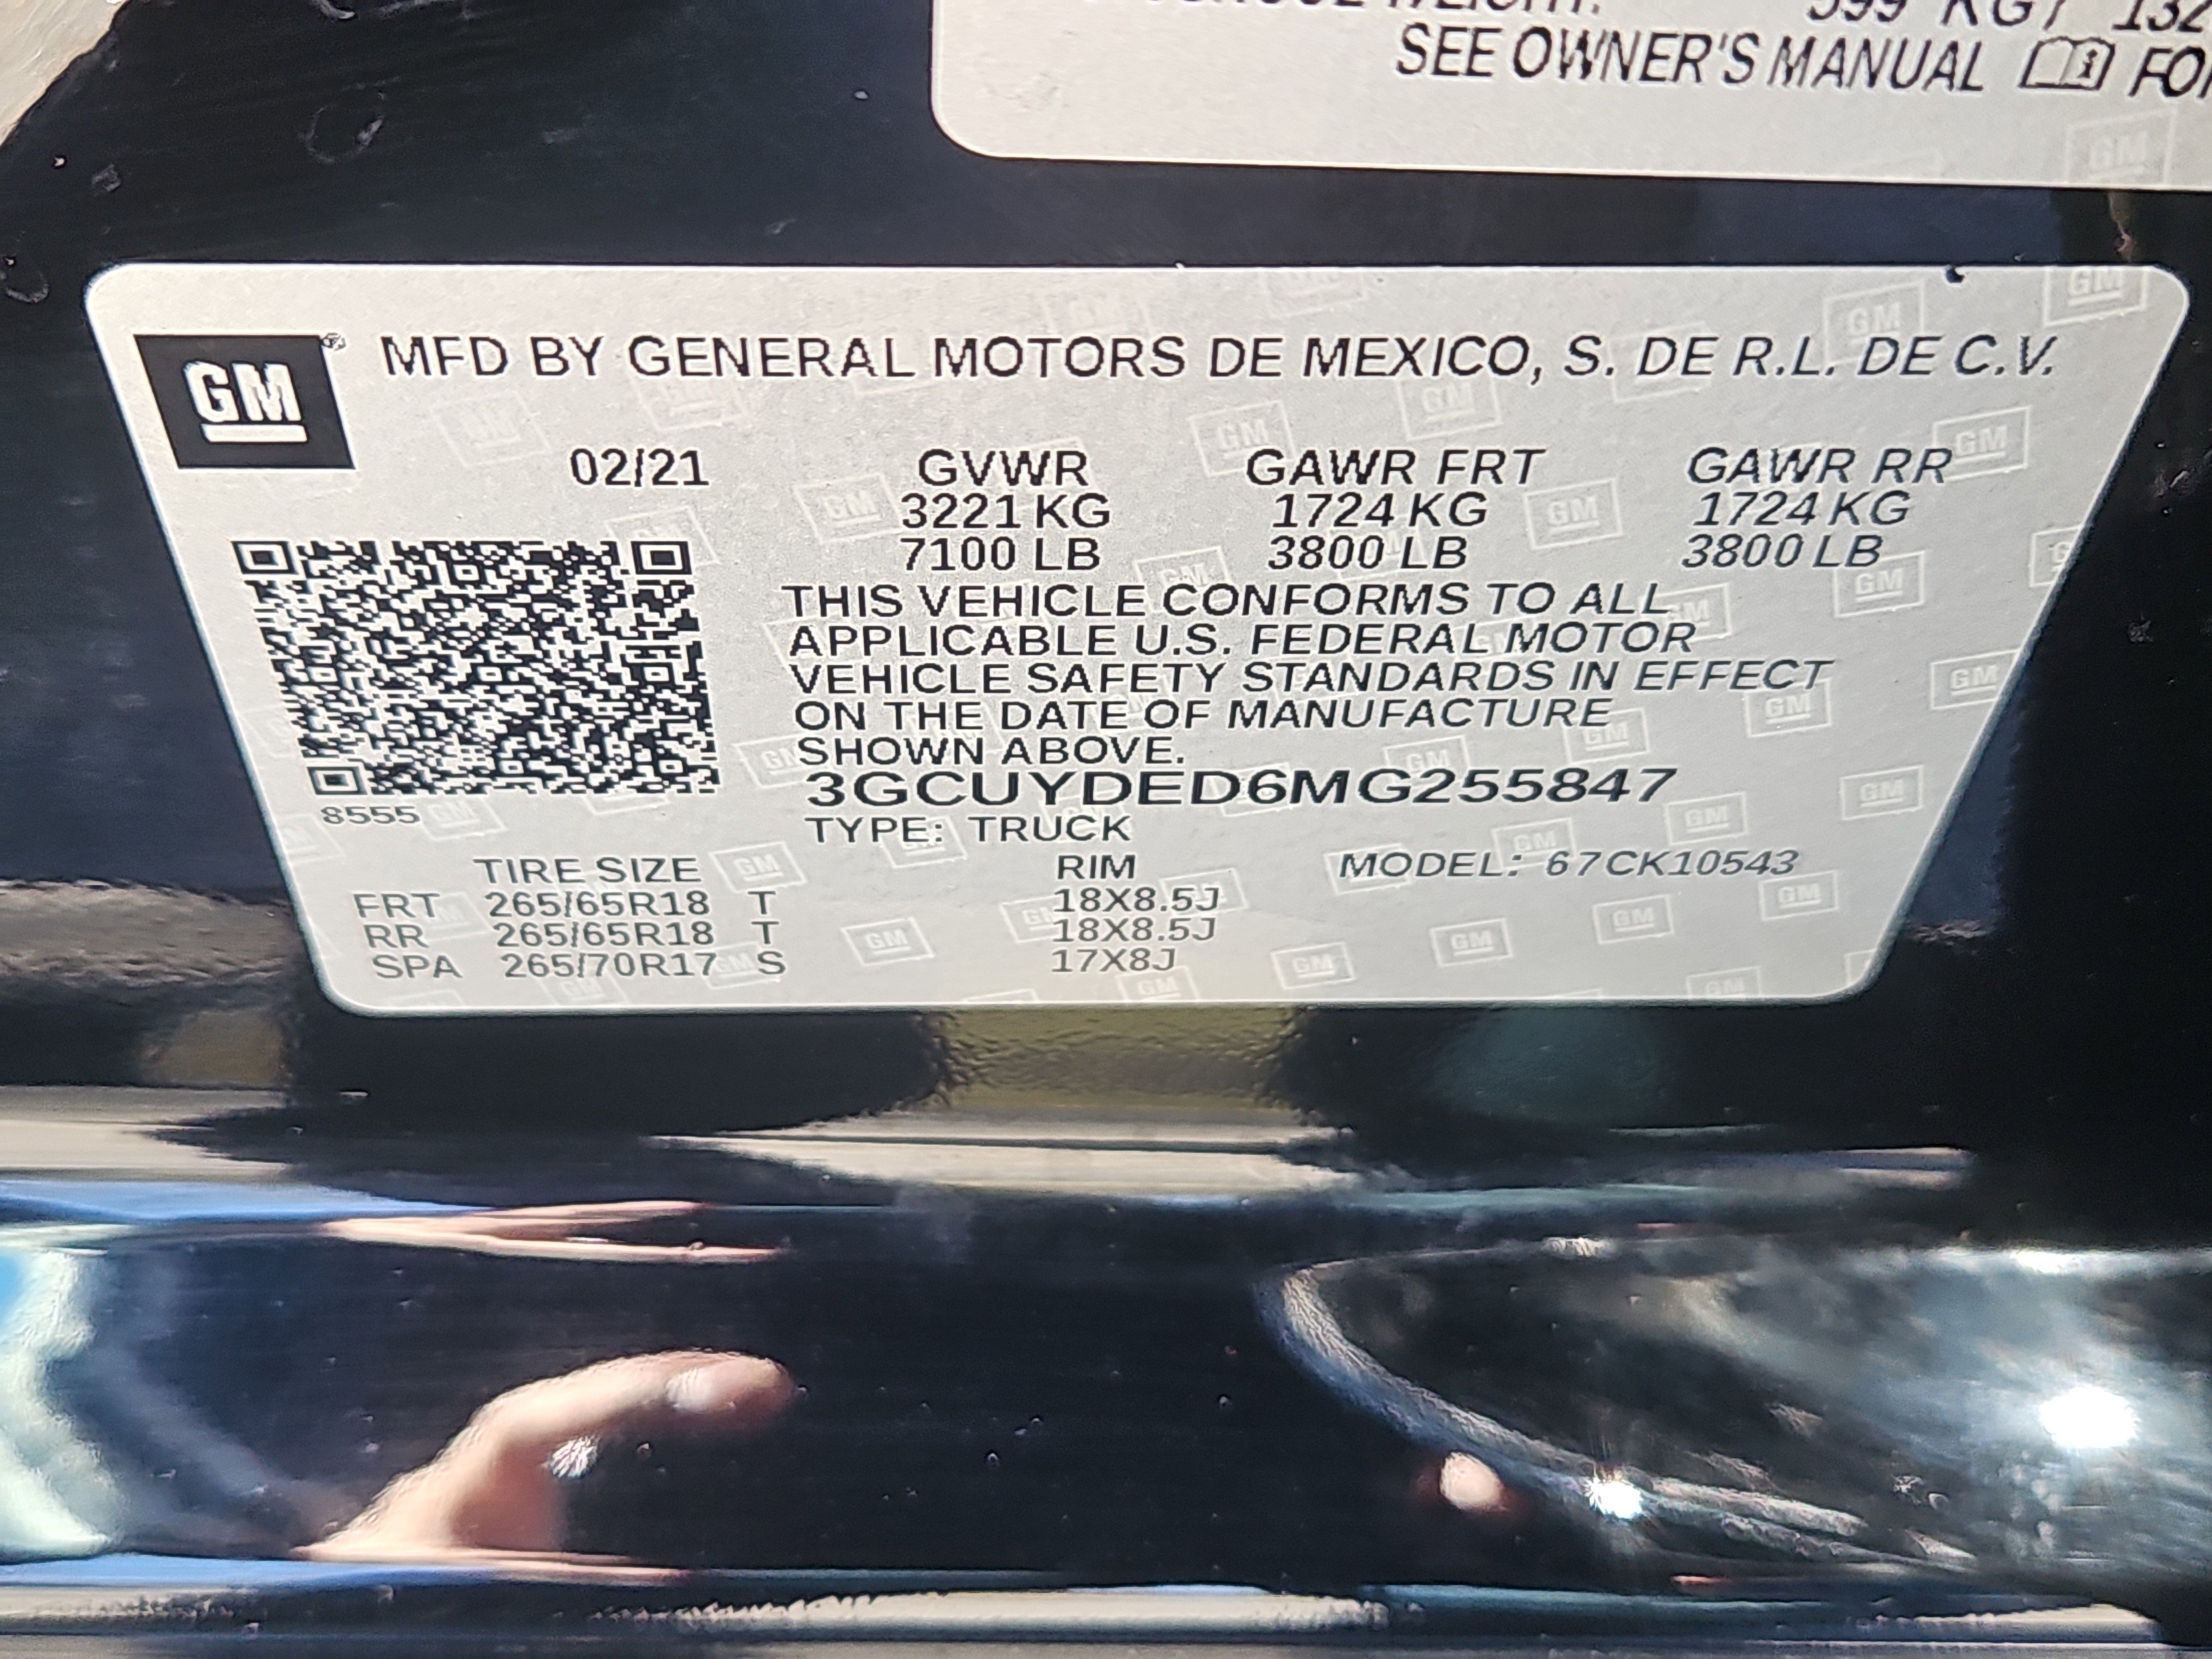 599 KG / 132
SEE OWNER'S MANUAL
GM
MFD BY GENERAL MOTORS DE MEXICO, S. DE R.L. DE C.V.
02/21 GVWR GAWR FRT GAWR RR
3221 KG 1724 KG 1724 KG
7100 LB 3800 LB 3800 LB
THIS VEHICLE CONFORMS TO ALL
APPLICABLE U.S. FEDERAL MOTOR
VEHICLE SAFETY STANDARDS IN EFFECT
ON THE DATE OF MANUFACTURE
SHOWN ABOVE.
3GCUYDED6MG255847
8555
TYPE: TRUCK
TIRE SIZE RIM MODEL: 67CK10543
FRT 265/65R18 T 18X8.5J
RR 265/65R18 T 18X8.5J
SPA 265/70R17 S 17X8J